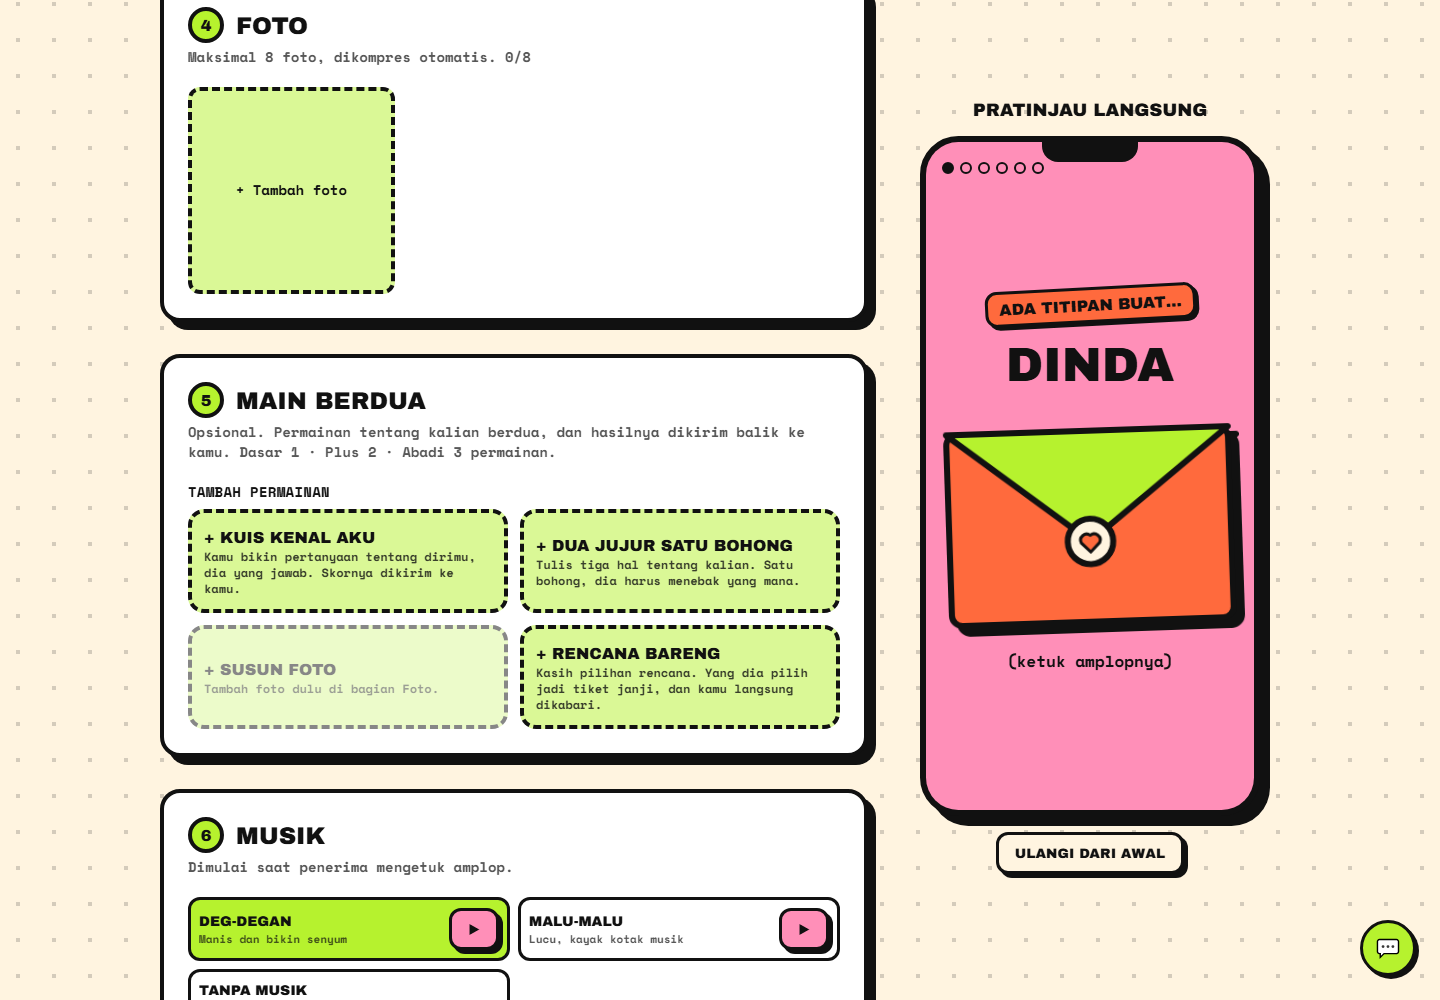 4 FOTO
Maksimal 8 foto, dikompres otomatis. 0/8
+ Tambah foto
5 MAIN BERDUA
Opsional. Permainan tentang kalian berdua, dan hasilnya dikirim balik ke
kamu. Dasar 1 · Plus 2 · Abadi 3 permainan.
TAMBAH PERMAINAN
+ KUIS KENAL AKU
Kamu bikin pertanyaan tentang dirimu,
dia yang jawab. Skornya dikirim ke
kamu.
+ DUA JUJUR SATU BOHONG
Tulis tiga hal tentang kalian. Satu
bohong, dia harus menebak yang mana.
+ SUSUN FOTO
Tambah foto dulu di bagian Foto.
+ RENCANA BARENG
Kasih pilihan rencana. Yang dia pilih
jadi tiket janji, dan kamu langsung
dikabari.
6 MUSIK
Dimulai saat penerima mengetuk amplop.
DEG-DEGAN
Manis dan bikin senyum
MALU-MALU
Lucu, kayak kotak musik
TANPA MUSIK
PRATINJAU LANGSUNG
ADA TITIPAN BUAT...
DINDA
(ketuk amplopnya)
ULANGI DARI AWAL